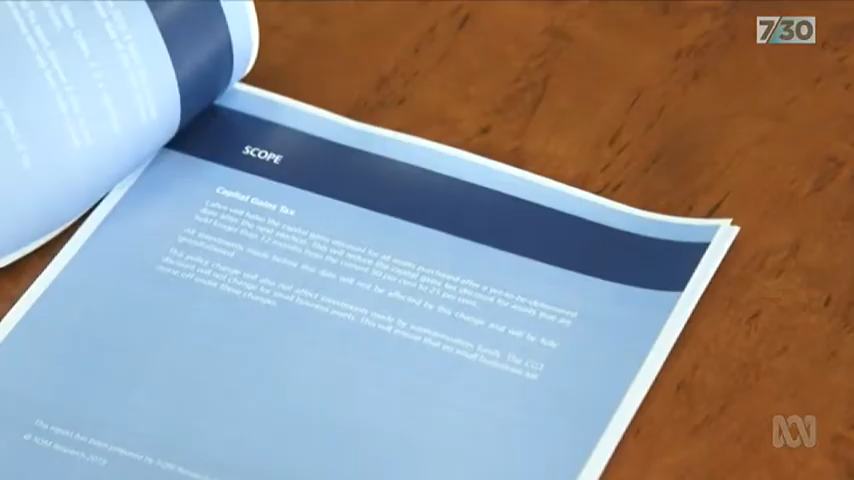 7/30
SCOPE
Capital Gains Tax
Labor will halve the capital gains discount for all assets purchased after a yet-to-be-determined
date after the next election. This will reduce the capital gains tax discount for assets that are
held longer than 12 months from the current 50 per cent to 25 per cent.
All investments made before this date will not be affected by this change and will be fully
grandfathered.
This policy change will also not affect investments made by superannuation funds. The CGT
discount will not change for small business assets. This will ensure that no small businesses are
worse off under these changes.
This report has been prepared by SQM Research
© SQM Research 2019